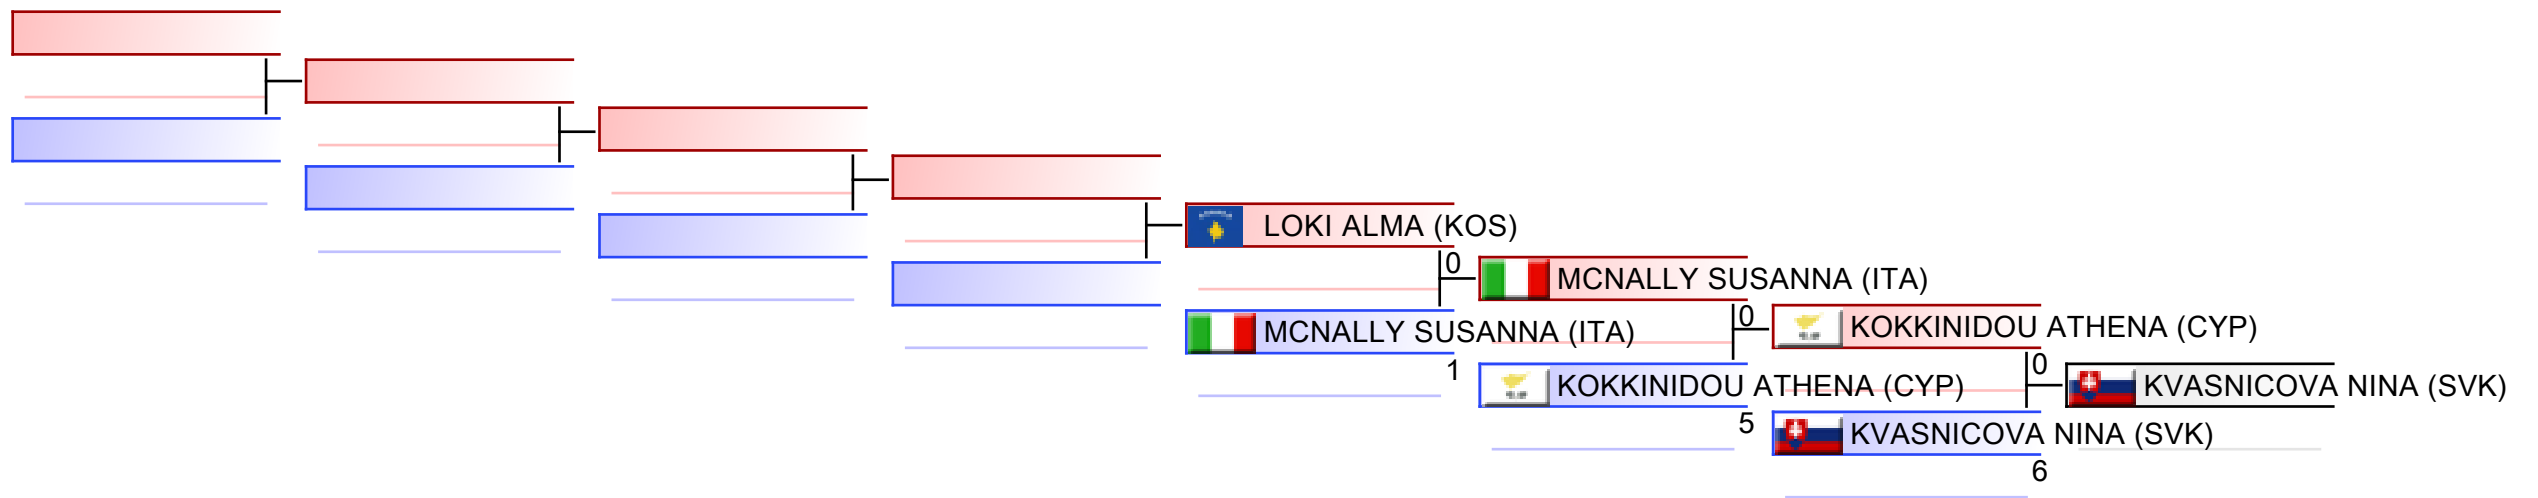 LOKI ALMA (KOS)
0
MCNALLY SUSANNA (ITA)
MCNALLY SUSANNA (ITA)
1
0
KOKKINIDOU ATHENA (CYP)
KOKKINIDOU ATHENA (CYP)
5
0
KVASNICOVA NINA (SVK)
KVASNICOVA NINA (SVK)
6